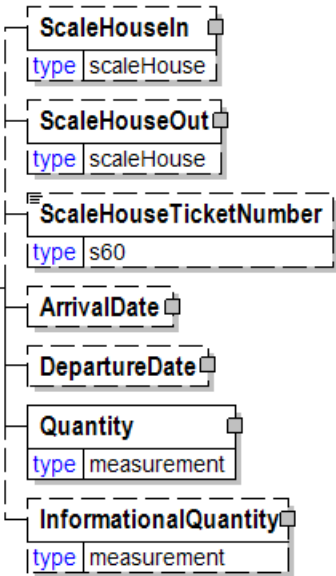 ScaleHouseIn
type scaleHouse
ScaleHouseOut
type scaleHouse
ScaleHouseTicketNumber
type s60
ArrivalDate
DepartureDate
Quantity
type measurement
InformationalQuantity
type measurement